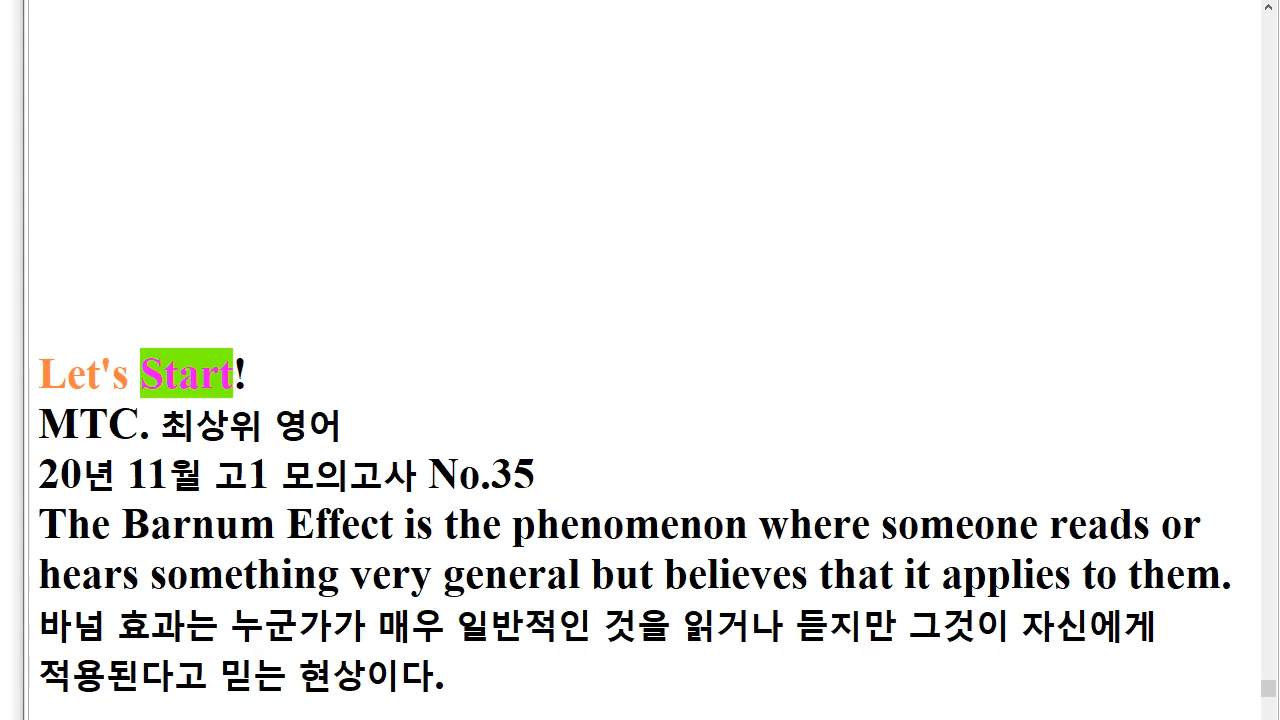 Let's Start!
MTC. 최상위 영어
20년 11월 고1 모의고사 No.35
The Barnum Effect is the phenomenon where someone reads or
hears something very general but believes that it applies to them.
바넘 효과는 누군가가 매우 일반적인 것을 읽거나 듣지만 그것이 자신에게
적용된다고 믿는 현상이다.